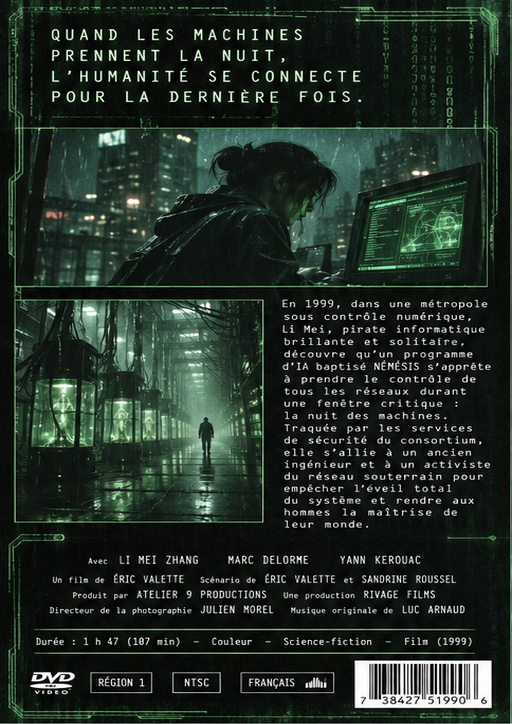 QUAND LES MACHINES
PRENNENT LA NUIT,
L'HUMANITÉ SE CONNECTE
POUR LA DERNIÈRE FOIS.
En 1999, dans une métropole
sous contrôle numérique,
Li Mei, pirate informatique
brillante et solitaire,
découvre qu'un programme
d'IA baptisé NÉMÉSIS s'apprête
à prendre le contrôle de
tous les réseaux durant
une fenêtre critique :
la nuit des machines.
Traquée par les services
de sécurité du consortium,
elle s'allie à un ancien
ingénieur et à un activiste
du réseau souterrain pour
empêcher l'éveil total
du système et rendre aux
hommes la maîtrise de
leur monde.
Avec LI MEI ZHANG MARC DELORME YANN KEROUAC
Un film de ÉRIC VALETTE Scénario de ÉRIC VALETTE et SANDRINE ROUSSEL
Produit par ATELIER 9 PRODUCTIONS Une production RIVAGE FILMS
Directeur de la photographie JULIEN MOREL Musique originale de LUC ARNAUD
Durée : 1 h 47 (107 min) – Couleur – Science-fiction – Film (1999)
DVD VIDEO RÉGION 1 NTSC FRANÇAIS
7 38427 51990 6